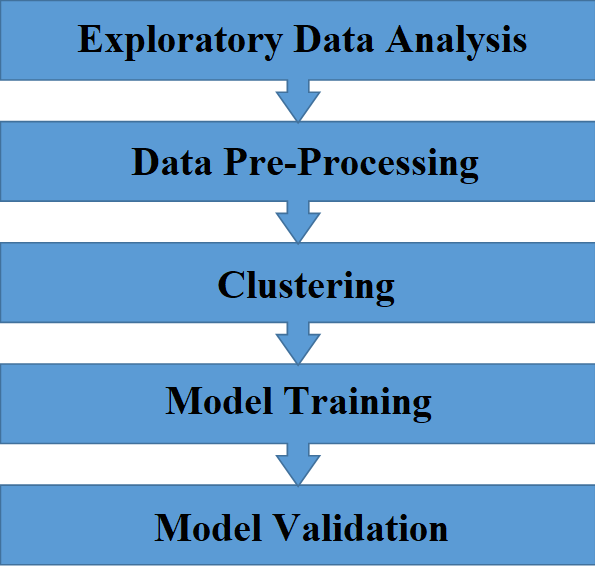 Exploratory Data Analysis
Data Pre-Processing
Clustering
Model Training
Model Validation